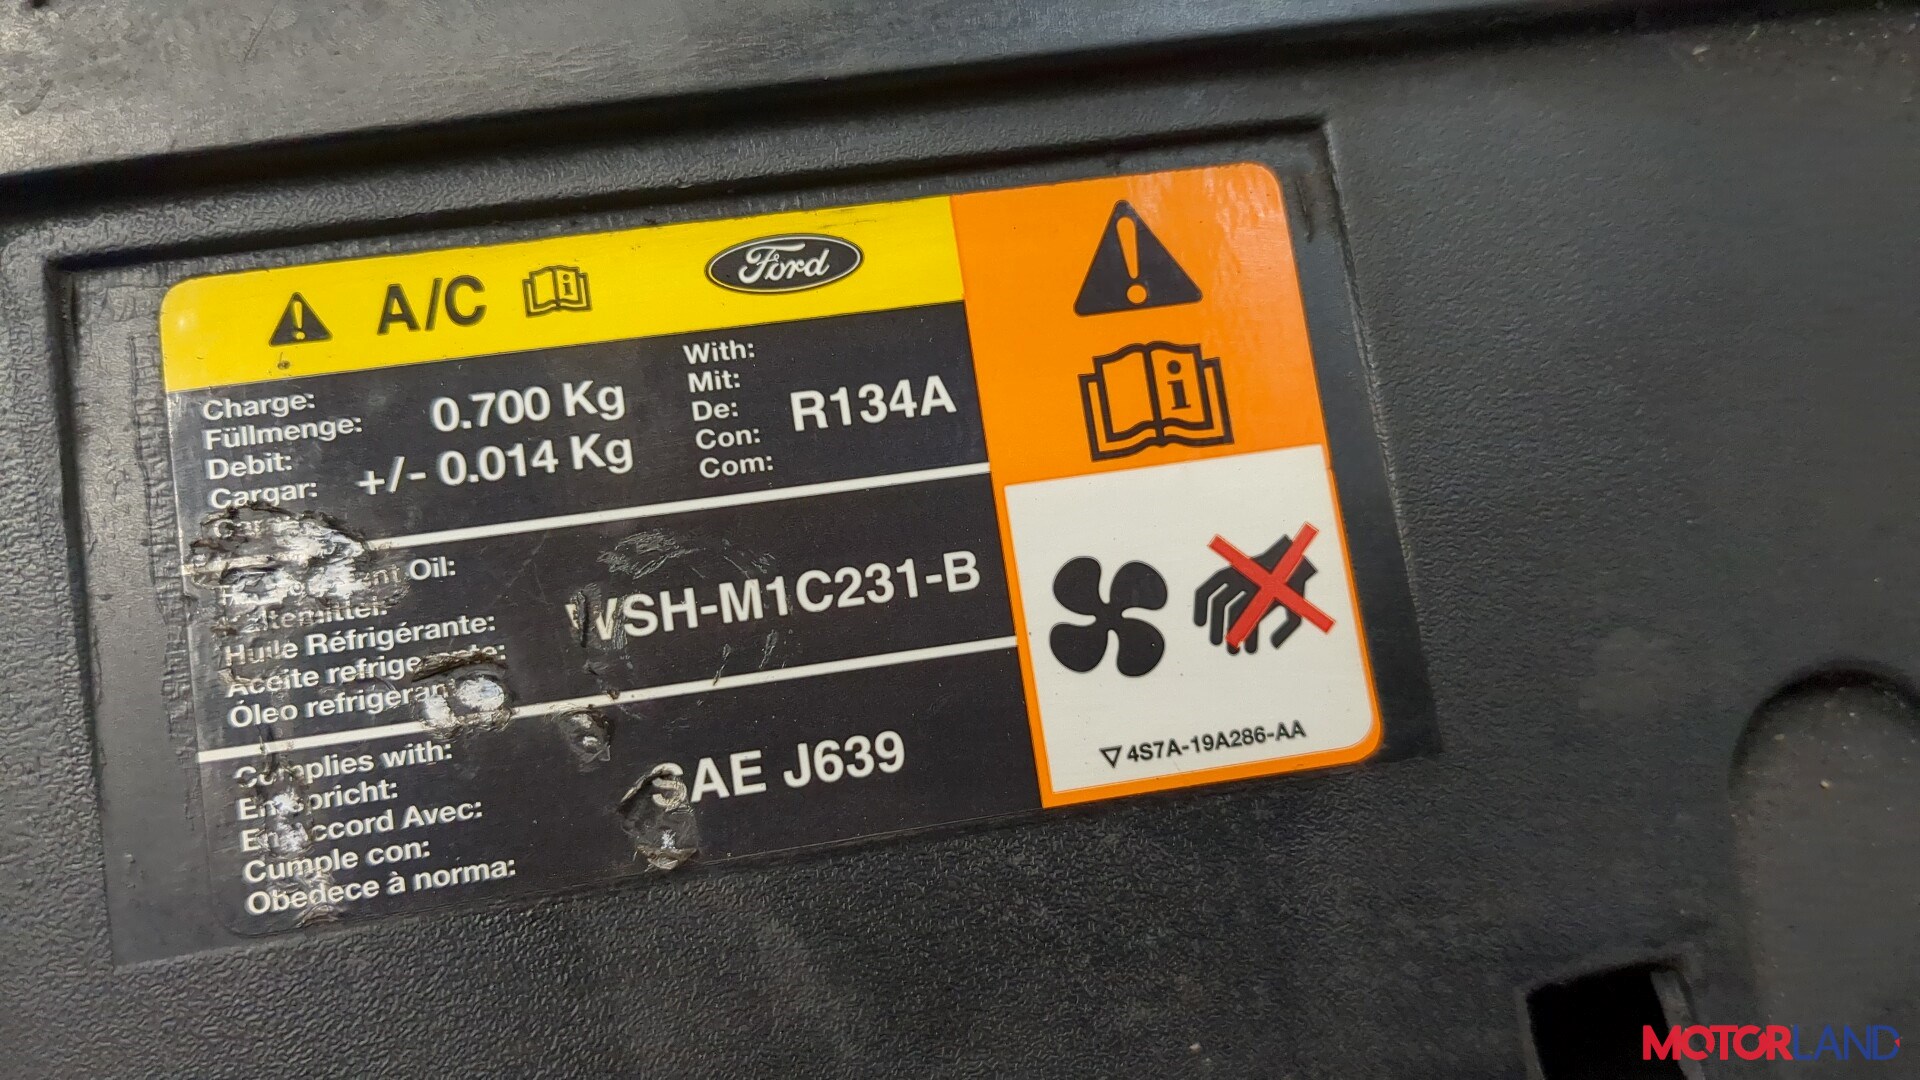 A/C
Ford
Charge:
Füllmenge:
Debit:
Cargar:
0.700 Kg
+/- 0.014 Kg
With:
Mit:
De:
Con:
Com:
R134A
Oil:
Huile Réfrigérante:
Aceite
Óleo
WSH-M1C231-B
Complies with:
Entspricht:
En Accord Avec:
Cumple con:
Obedece à norma:
SAE J639
4S7A-19A286-AA
MOTORLAND